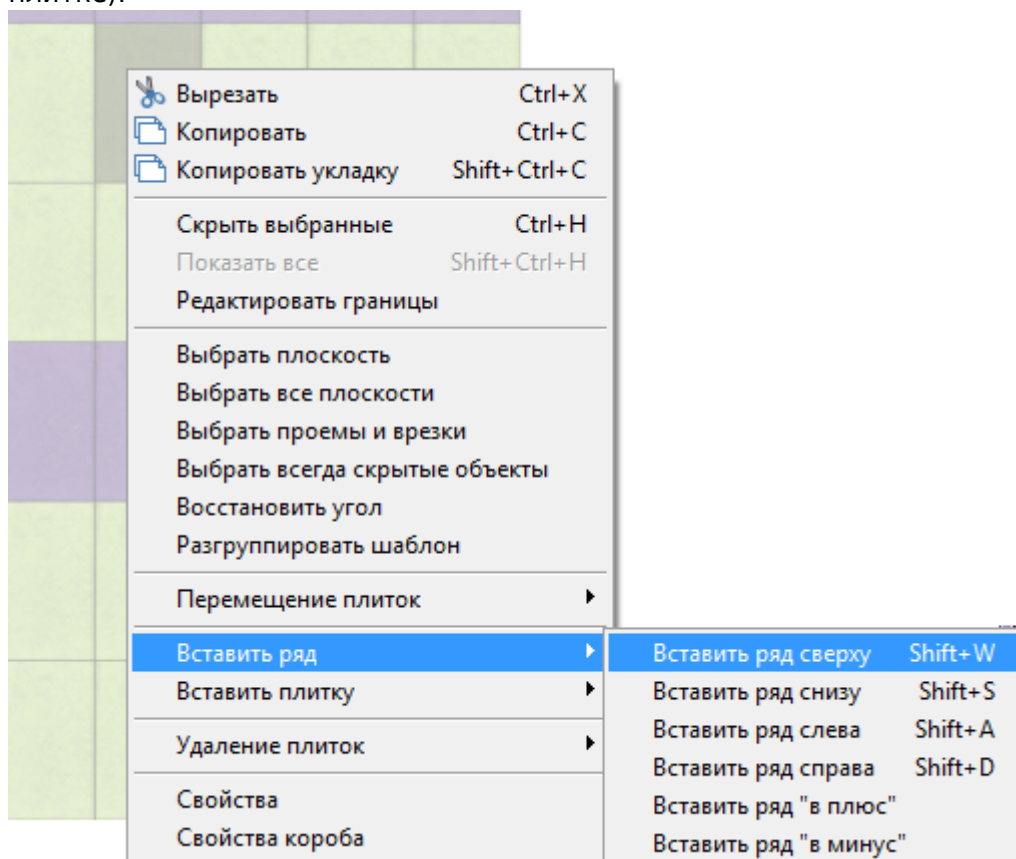 Вырезать Ctrl+X
Копировать Ctrl+C
Копировать укладку Shift+Ctrl+C
Скрыть выбранные Ctrl+H
Показать все Shift+Ctrl+H
Редактировать границы
Выбрать плоскость
Выбрать все плоскости
Выбрать проемы и врезки
Выбрать всегда скрытые объекты
Восстановить угол
Разгруппировать шаблон
Перемещение плиток
Вставить ряд
Вставить ряд сверху Shift+W
Вставить плитку
Вставить ряд снизу Shift+S
Вставить ряд слева Shift+A
Удаление плиток
Вставить ряд справа Shift+D
Свойства
Вставить ряд "в плюс"
Свойства короба
Вставить ряд "в минус"